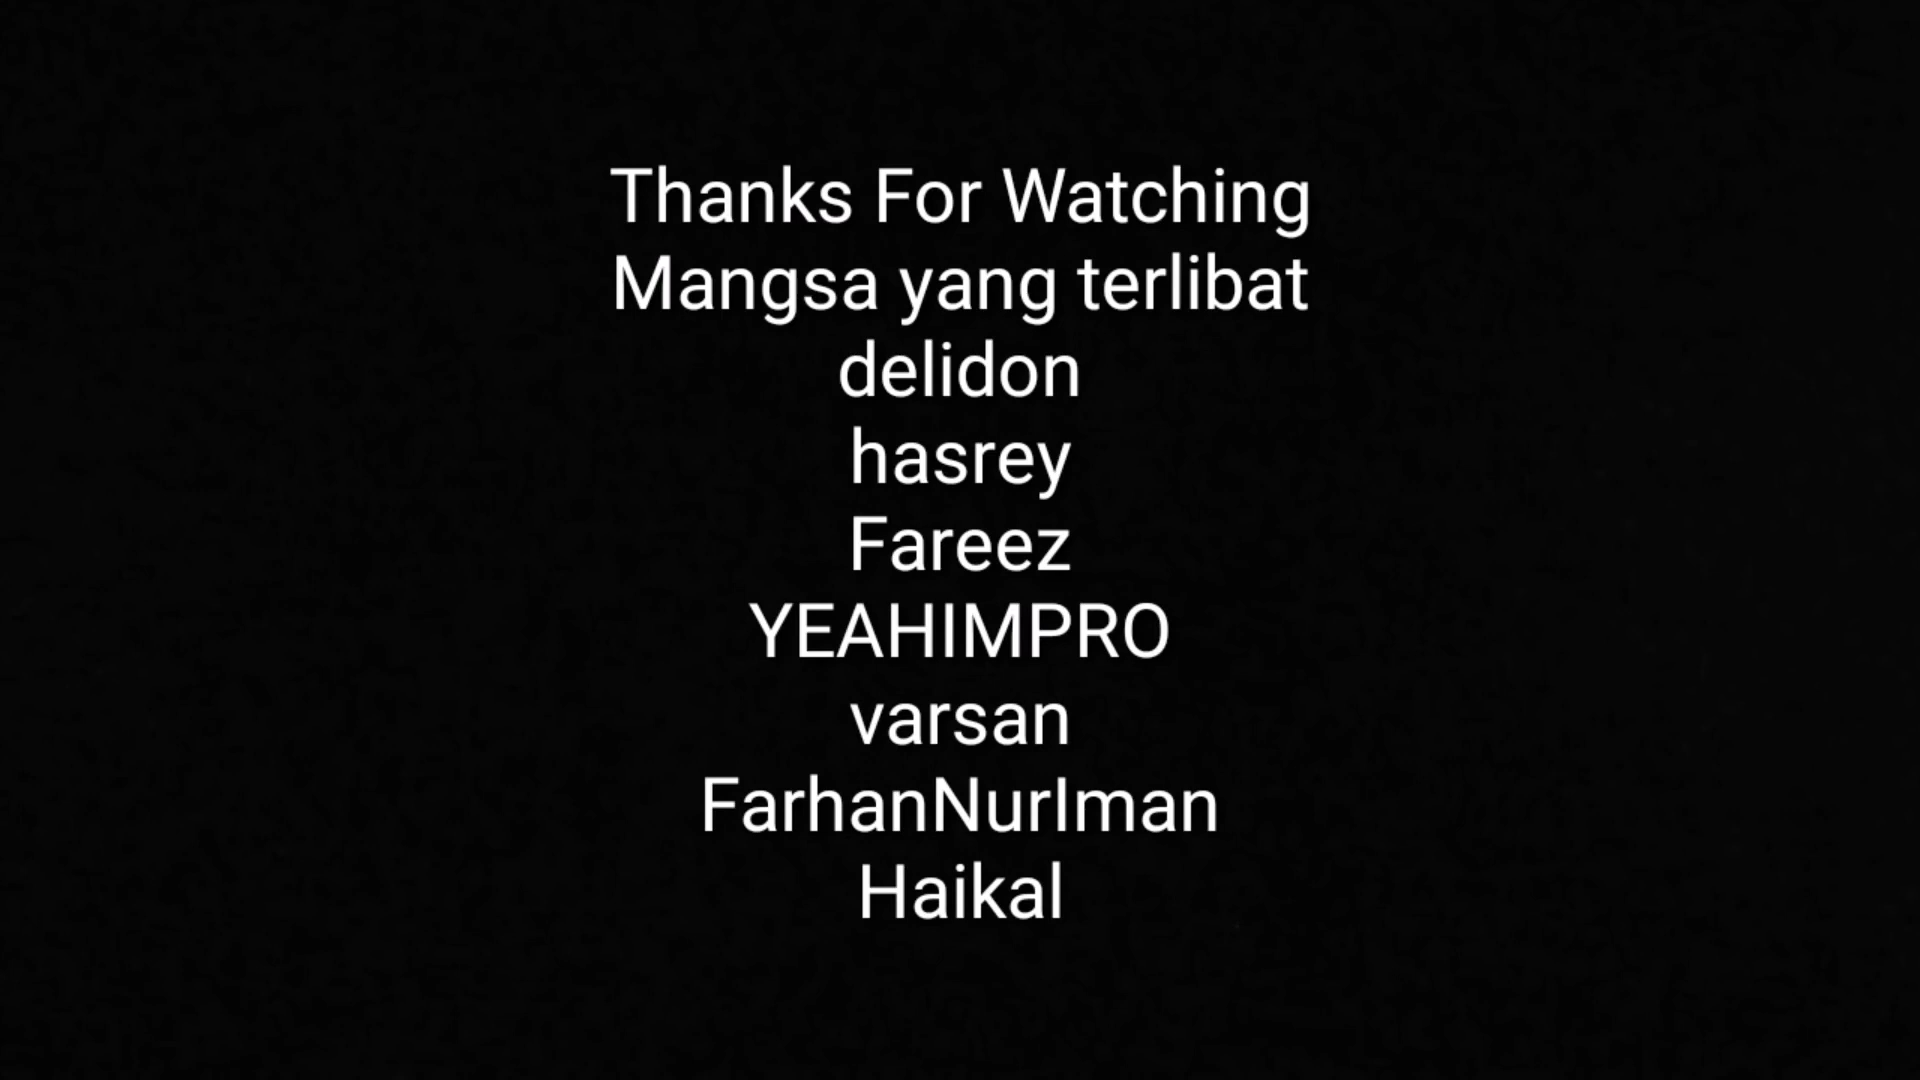 Thanks For Watching
Mangsa yang terlibat
delidon
hasrey
Fareez
YEAHIMPRO
varsan
FarhanNurIman
Haikal